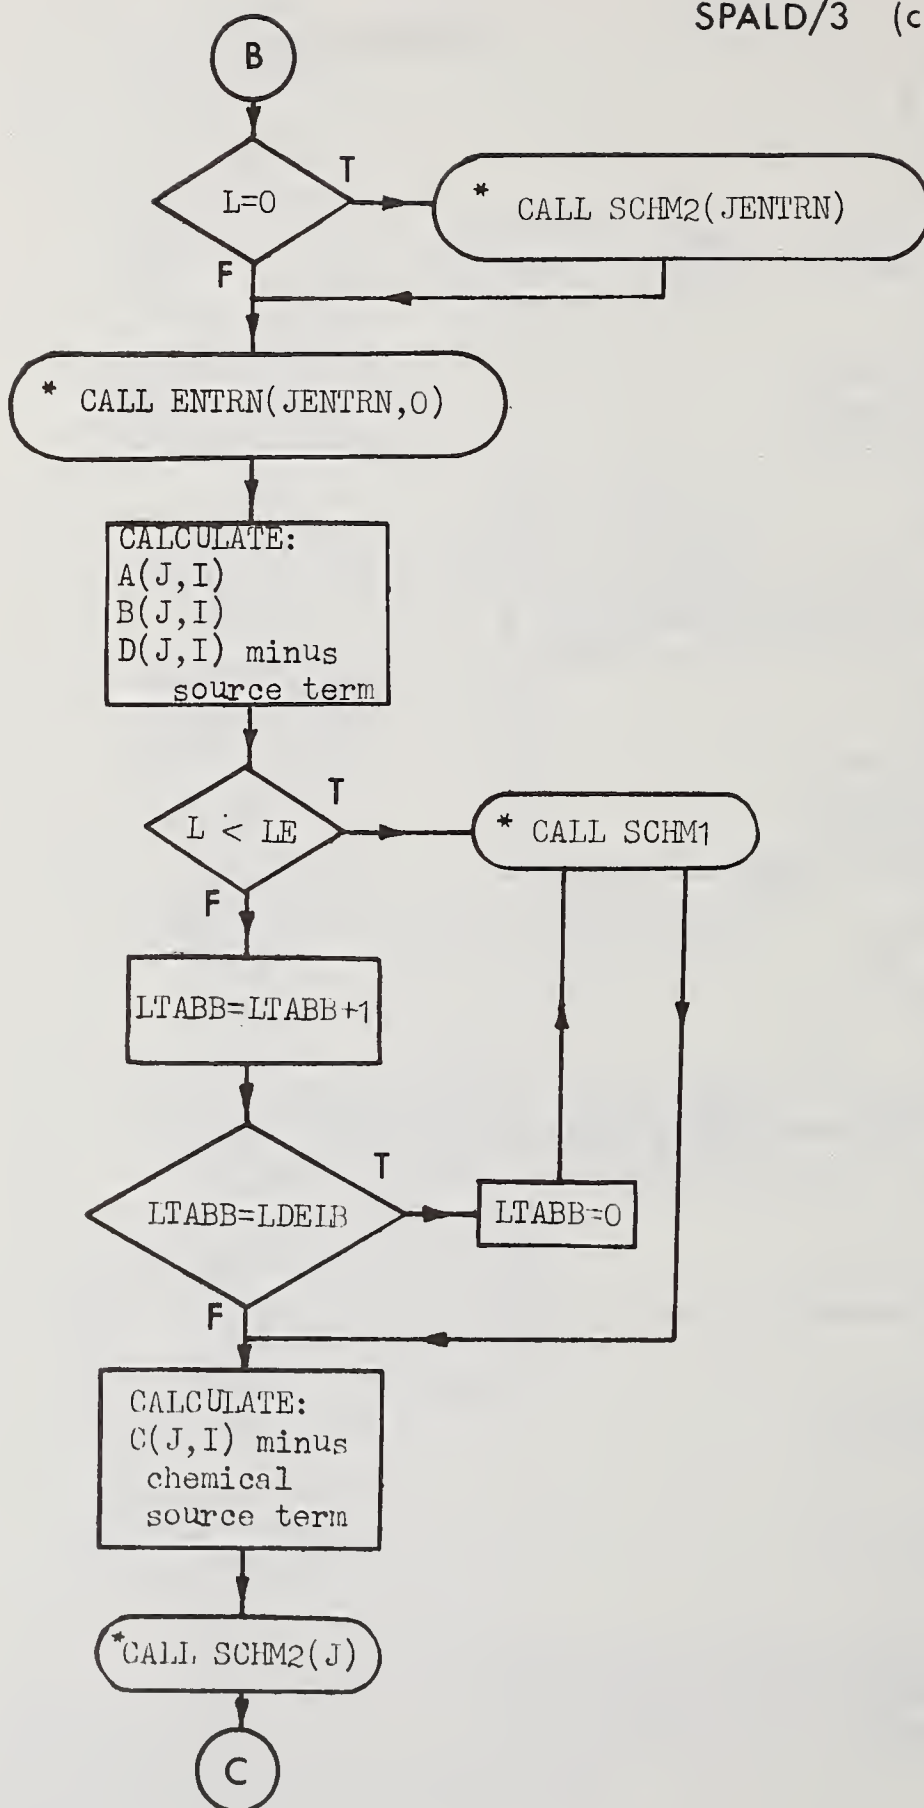 SPALD/3 (c
B
L=0
T
* CALL SCHM2(JENTRN)
F
* CALL ENTRN(JENTRN,0)
CALCULATE:
A(J,I)
B(J,I)
D(J,I) minus
source term
L < LE
T
* CALL SCHM1
F
LTABB=LTABB+1
LTABB=LDELB
T
LTABB=0
F
CALCULATE:
C(J,I) minus
chemical
source term
*CALL SCHM2(J)
C